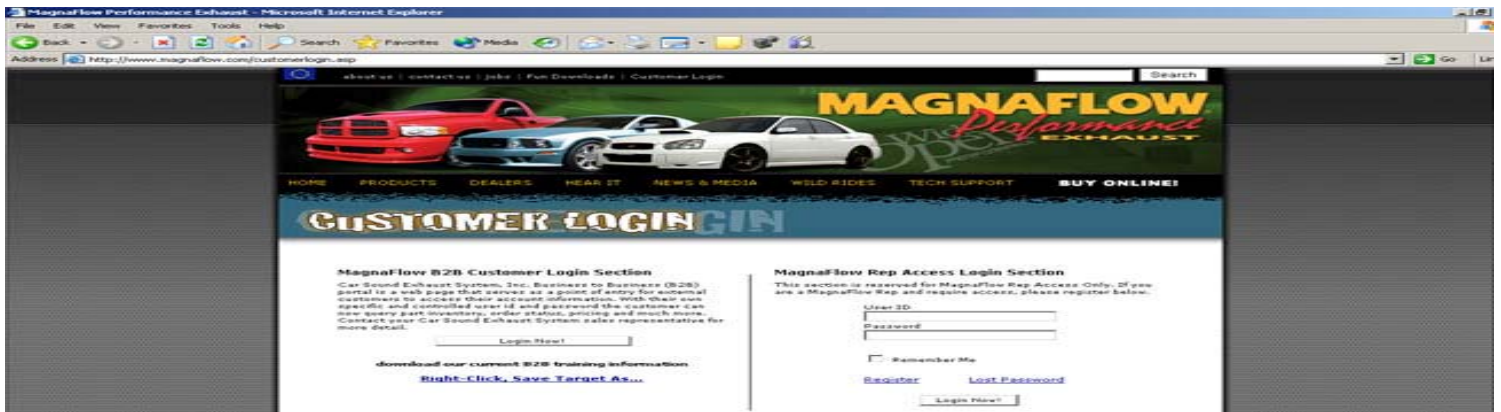 MagnaFlow Performance Exhaust - Microsoft Internet Explorer
File Edit View Favorites Tools Help
Back Search Favorites Media
Address http://www.magnaflow.com/customerlogin.asp Go
about us | contact us | jobs | Fun Downloads | Customer Login Search
MAGNAFLOW
Performance
EXHAUST
Wide
Open
HOME PRODUCTS DEALERS HEAR IT NEWS & MEDIA WILD RIDES TECH SUPPORT BUY ONLINE!
CUSTOMER LOGIN
MagnaFlow B2B Customer Login Section
Car Sound Exhaust System, Inc. Business to Business (B2B)
portal is a web page that serves as a point of entry for external
customers to access their account information. With their own
specific and controlled user id and password the customer can
now query part inventory, order status, pricing and much more.
Contact your Car Sound Exhaust System sales representative for
more detail.
Login Now!
download our current B2B training information
Right-Click, Save Target As...
MagnaFlow Rep Access Login Section
This section is reserved for MagnaFlow Rep Access Only. If you
are a MagnaFlow Rep and require access, please register below.
User ID
Password
Remember Me
Register Lost Password
Login Now!